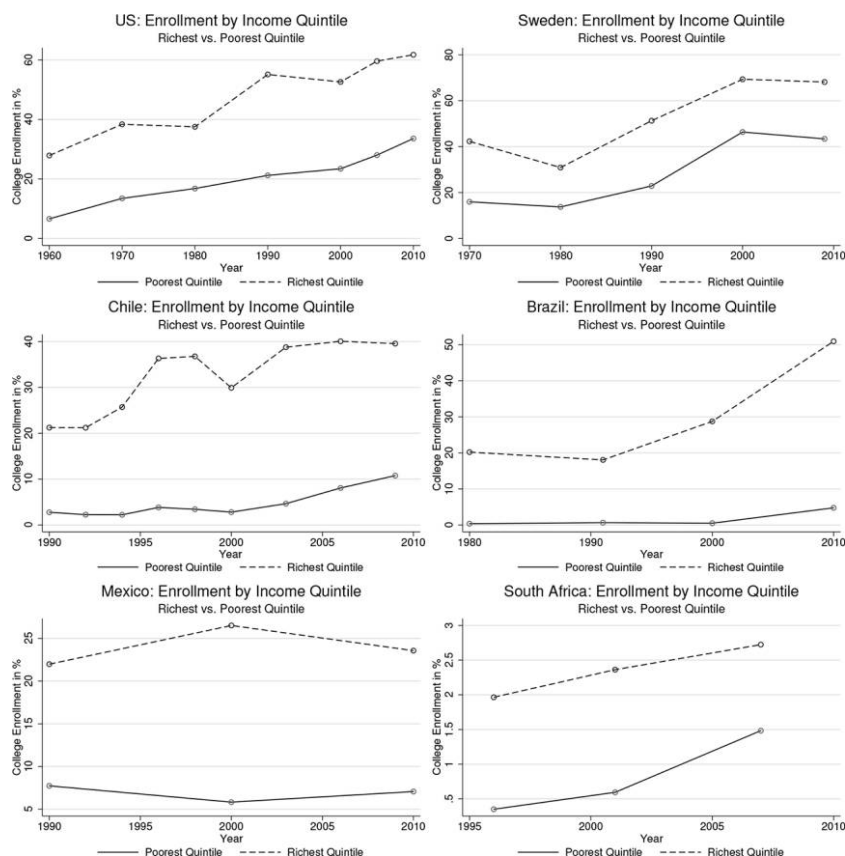 US: Enrollment by Income Quintile
Richest vs. Poorest Quintile
College Enrollment in %
0 20 40 60
1960 1970 1980 1990 2000 2010
Year
Poorest Quintile Richest Quintile
Sweden: Enrollment by Income Quintile
Richest vs. Poorest Quintile
College Enrollment in %
0 20 40 60 80
1970 1980 1990 2000 2010
Year
Poorest Quintile Richest Quintile
Chile: Enrollment by Income Quintile
Richest vs. Poorest Quintile
College Enrollment in %
0 10 20 30 40
1990 1995 2000 2005 2010
Year
Poorest Quintile Richest Quintile
Brazil: Enrollment by Income Quintile
Richest vs. Poorest Quintile
College Enrollment in %
0 10 20 30 40 50
1980 1990 2000 2010
Year
Poorest Quintile Richest Quintile
Mexico: Enrollment by Income Quintile
Richest vs. Poorest Quintile
College Enrollment in %
5 10 15 20 25
1990 1995 2000 2005 2010
Year
Poorest Quintile Richest Quintile
South Africa: Enrollment by Income Quintile
Richest vs. Poorest Quintile
College Enrollment in %
.5 1 1.5 2 2.5 3
1995 2000 2005 2010
Year
Poorest Quintile Richest Quintile